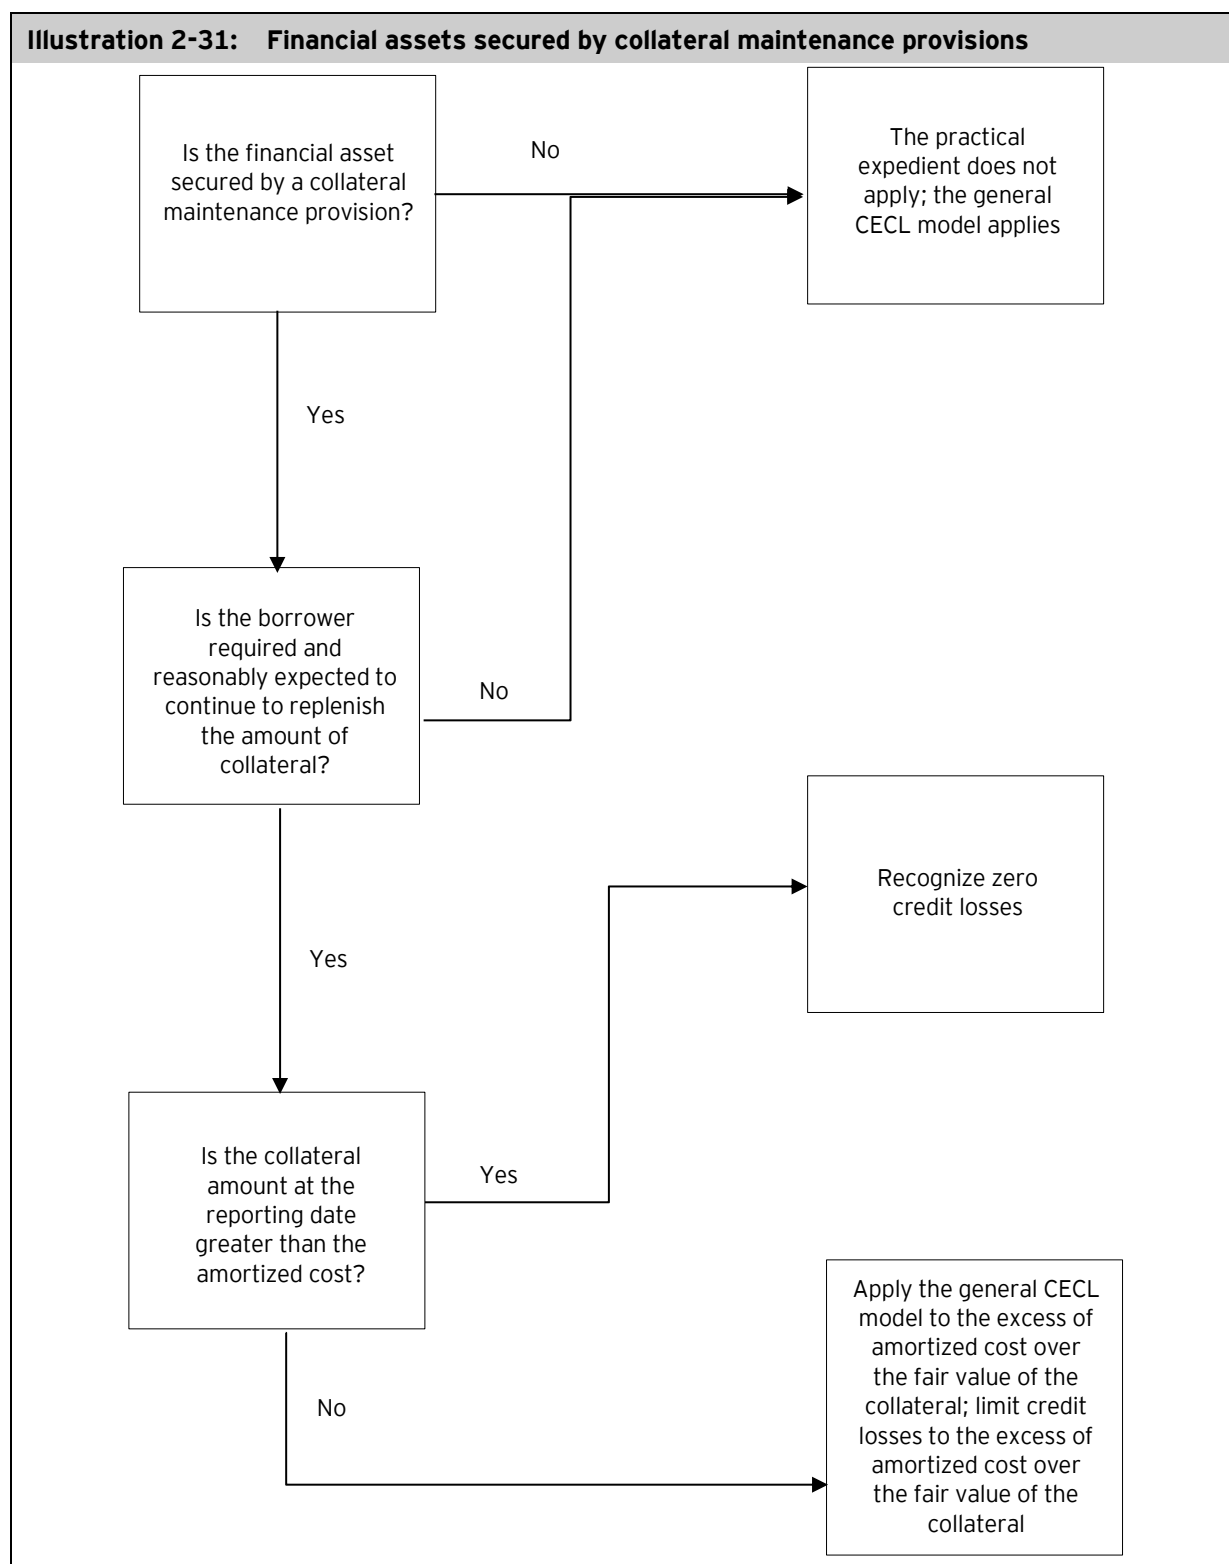 Illustration 2-31: Financial assets secured by collateral maintenance provisions
Is the financial asset
secured by a collateral
maintenance provision?
No
The practical
expedient does not
apply; the general
CECL model applies
Yes
Is the borrower
required and
reasonably expected to
continue to replenish
the amount of
collateral?
No
Yes
Recognize zero
credit losses
Is the collateral
amount at the
reporting date
greater than the
amortized cost?
Yes
No
Apply the general CECL
model to the excess of
amortized cost over
the fair value of the
collateral; limit credit
losses to the excess of
amortized cost over
the fair value of the
collateral